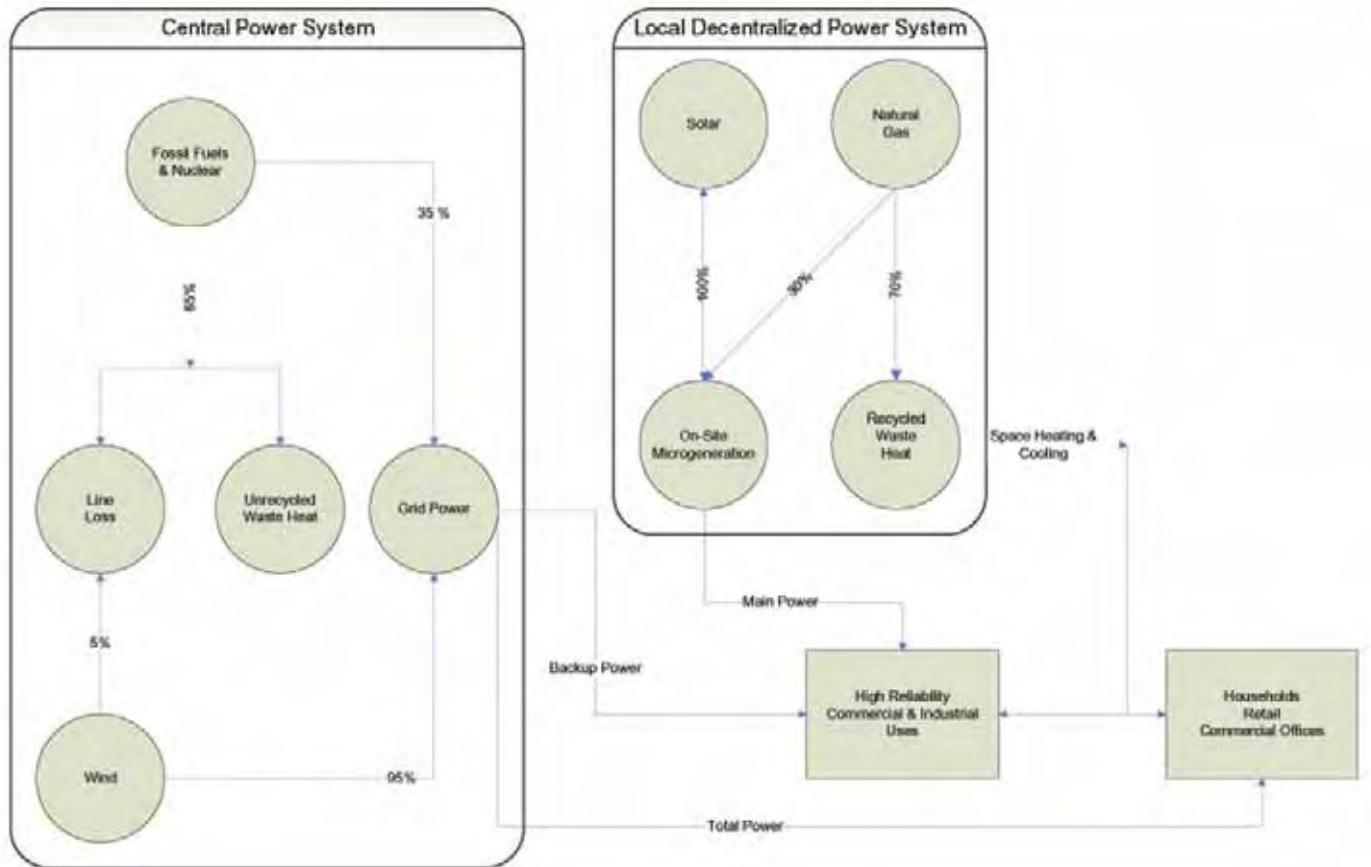 Central Power System
Local Decentralized Power System
Fossil Fuels
& Nuclear
Solar
Natural
Gas
35 %
65%
100%
30%
70%
Line
Loss
Unrecycled
Waste Heat
Grid Power
On-Site
Microgeneration
Recycled
Waste
Heat
Space Heating &
Cooling
5%
Main Power
Backup Power
High Reliability
Commercial & Industrial
Uses
Households
Retail
Commercial Offices
Wind
95%
Total Power